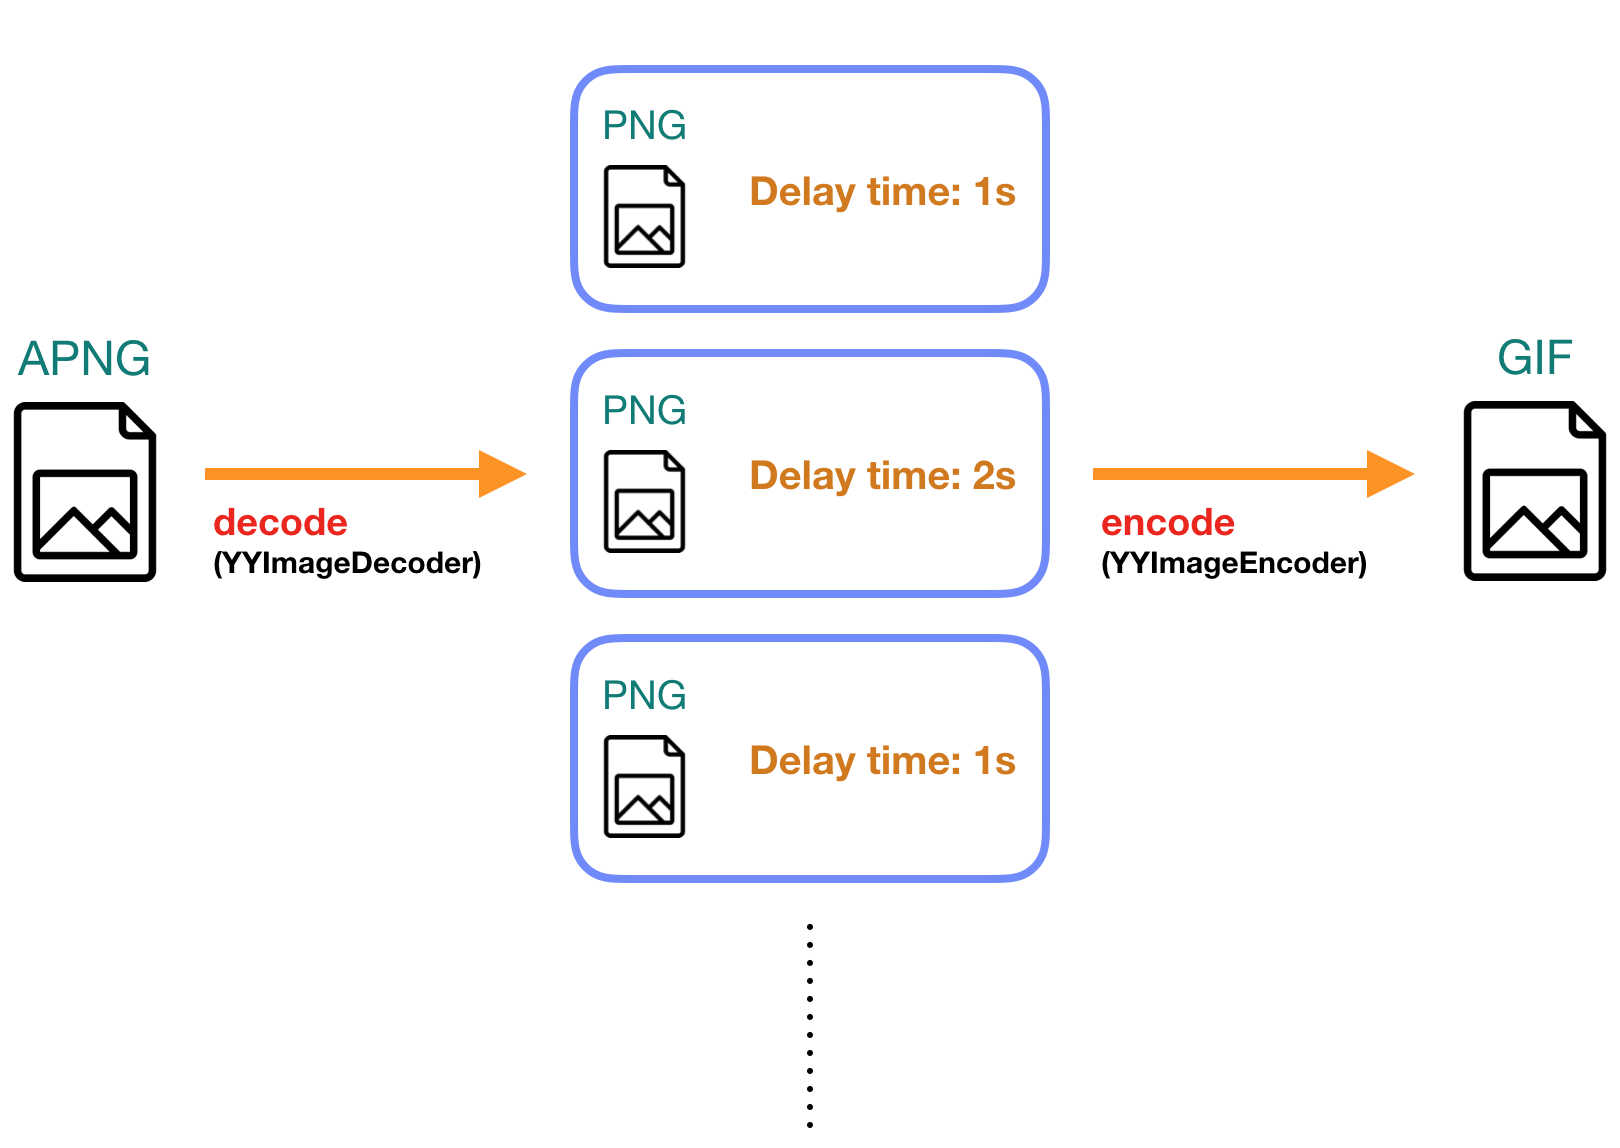 APNG
decode
(YYImageDecoder)
PNG
Delay time: 1s
PNG
Delay time: 2s
PNG
Delay time: 1s
encode
(YYImageEncoder)
GIF